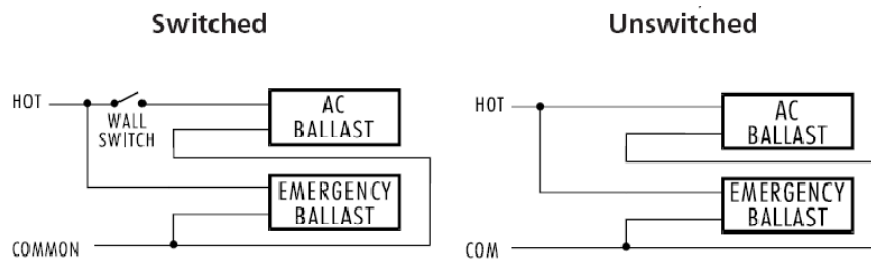 Switched
HOT
WALL
SWITCH
AC
BALLAST
EMERGENCY
BALLAST
COMMON
Unswitched
HOT
AC
BALLAST
EMERGENCY
BALLAST
COM